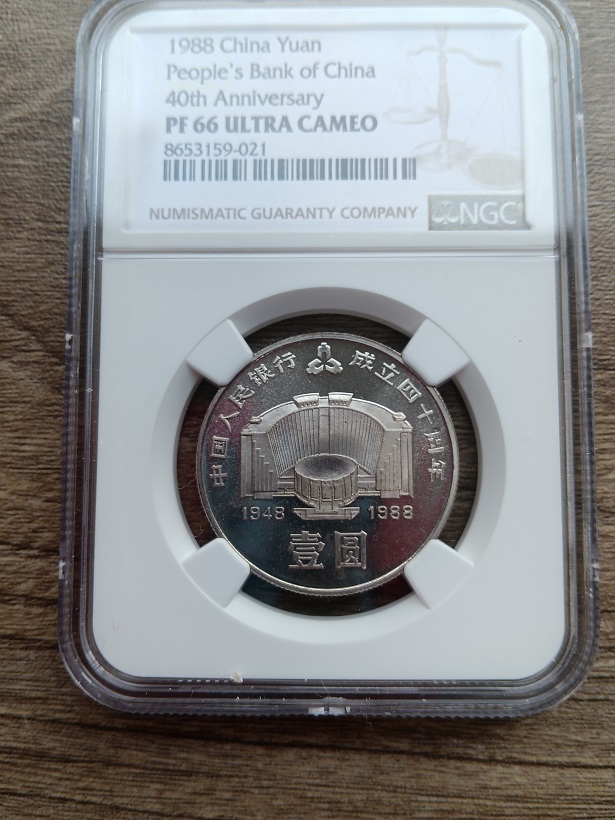 1988 China Yuan
People's Bank of China
40th Anniversary
PF 66 ULTRA CAMEO
8653159-021
NUMISMATIC GUARANTY COMPANY NGC
中国人民银行 成立四十周年
1948 1988
壹圆